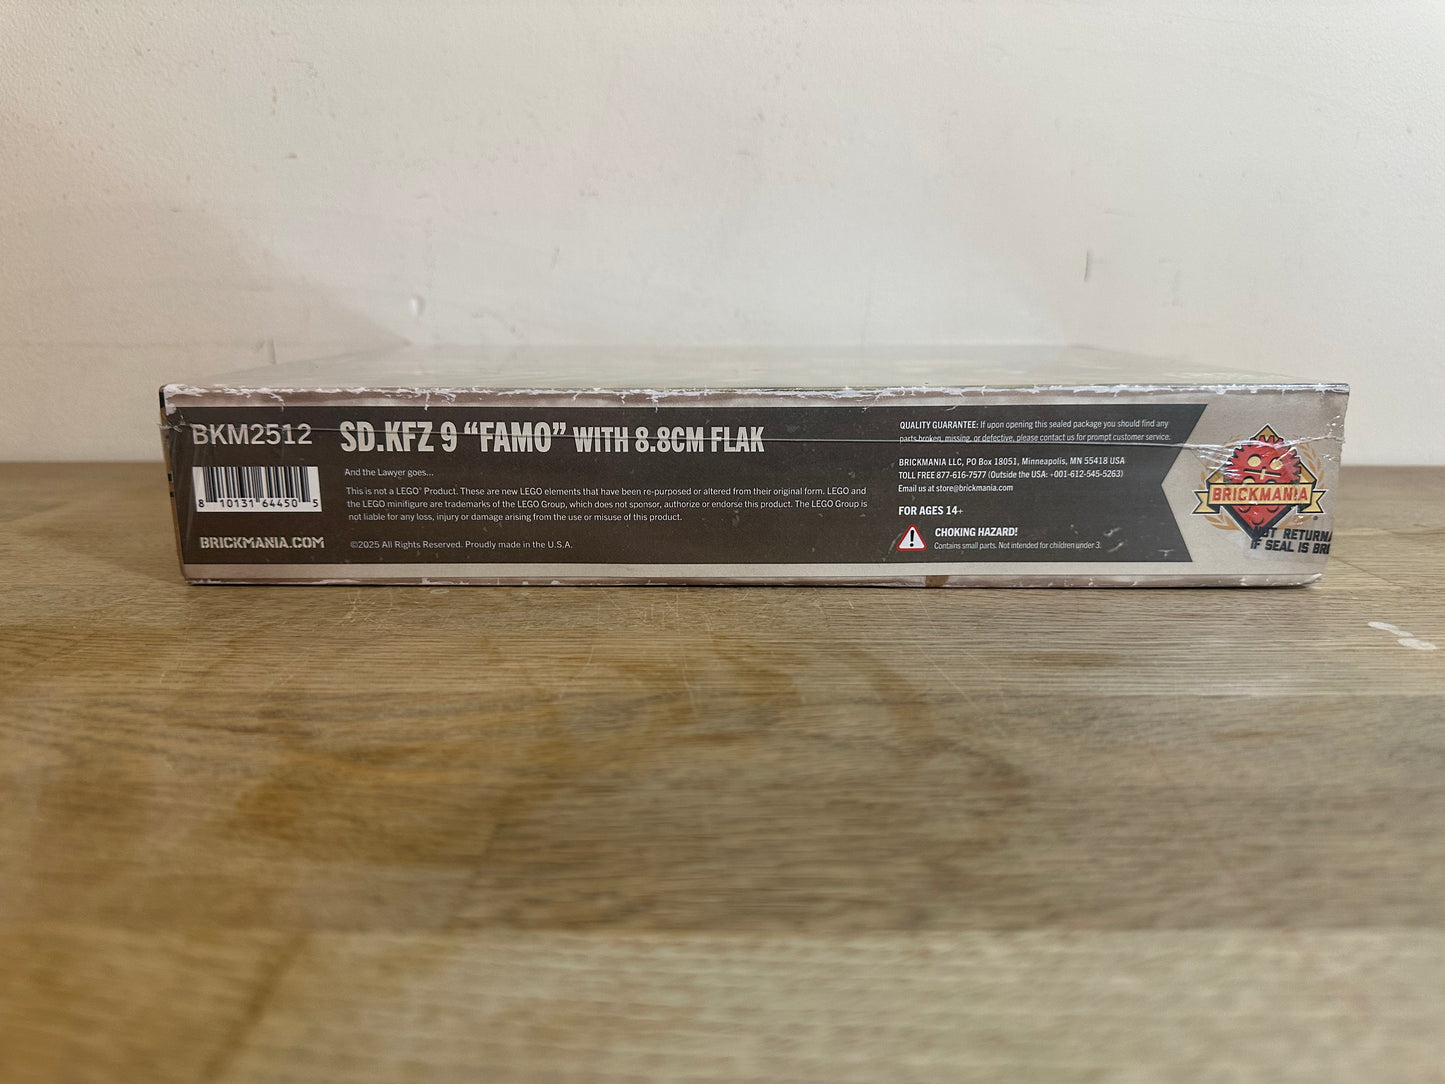 BKM2512
8 10131 64450 5
BRICKMANIA.COM
SD.KFZ 9 “FAMO” WITH 8.8CM FLAK
And the Lawyer goes...
This is not a LEGO® Product. These are new LEGO elements that have been re-purposed or altered from their original form. LEGO and
the LEGO minifigure are trademarks of the LEGO Group, which does not sponsor, authorize or endorse this product. The LEGO Group is
not liable for any loss, injury or damage arising from the use or misuse of this product.
©2025 All Rights Reserved. Proudly made in the U.S.A.
QUALITY GUARANTEE: If upon opening this sealed package you should find any
parts broken, missing, or defective, please contact us for prompt customer service.
BRICKMANIA LLC, PO Box 18051, Minneapolis, MN 55418 USA
TOLL FREE 877-616-7577 (Outside the USA: +001-612-545-5263)
Email us at store@brickmania.com
FOR AGES 14+
CHOKING HAZARD!
Contains small parts. Not intended for children under 3.
BRICKMANIA
RETURN
IF SEAL IS